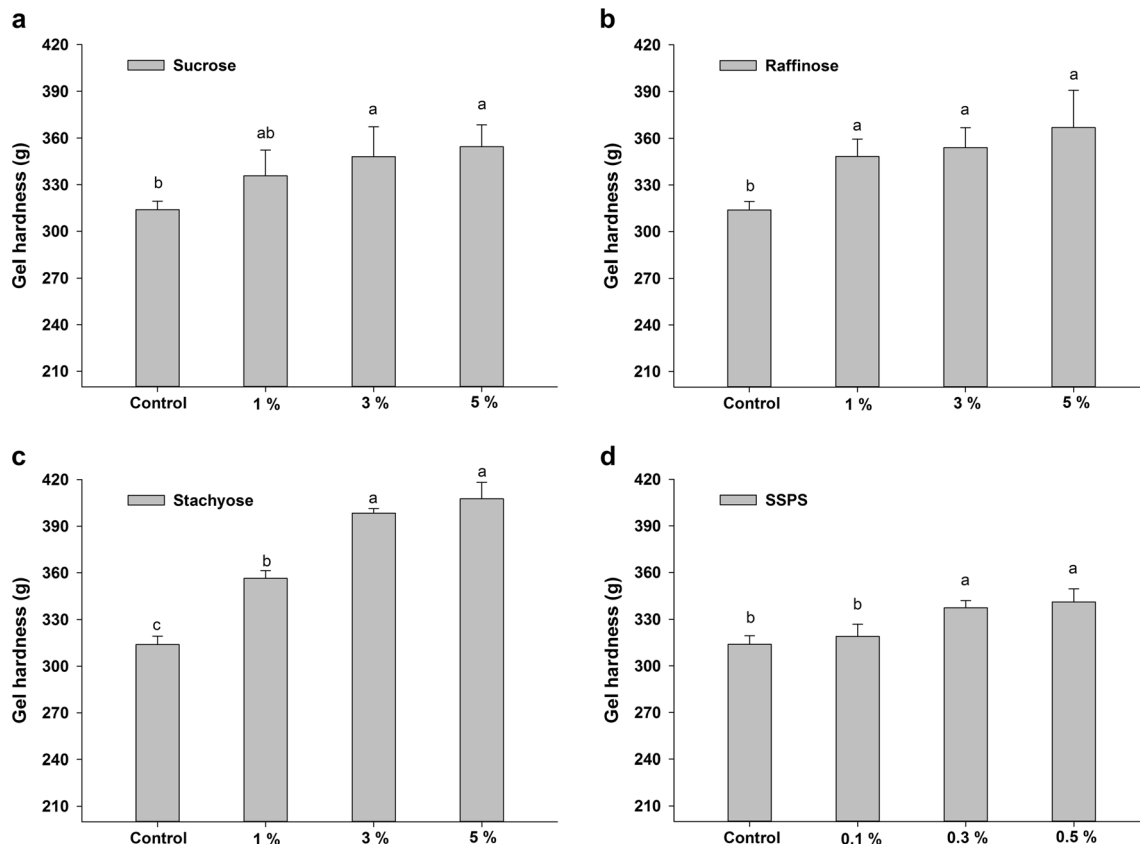 a
Sucrose
Gel hardness (g)
420
390
360
330
300
270
240
210
b
ab
a
a
Control 1 % 3 % 5 %
b
Raffinose
Gel hardness (g)
420
390
360
330
300
270
240
210
b
a
a
a
Control 1 % 3 % 5 %
c
Stachyose
Gel hardness (g)
420
390
360
330
300
270
240
210
c
b
a
a
Control 1 % 3 % 5 %
d
SSPS
Gel hardness (g)
420
390
360
330
300
270
240
210
b
b
a
a
Control 0.1 % 0.3 % 0.5 %